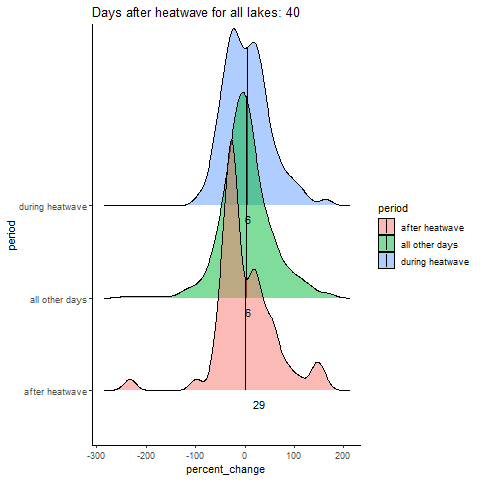 Days after heatwave for all lakes: 40
period
during heatwave
all other days
after heatwave
6
6
29
-300 -200 -100 0 100 200
percent_change
period
after heatwave
all other days
during heatwave